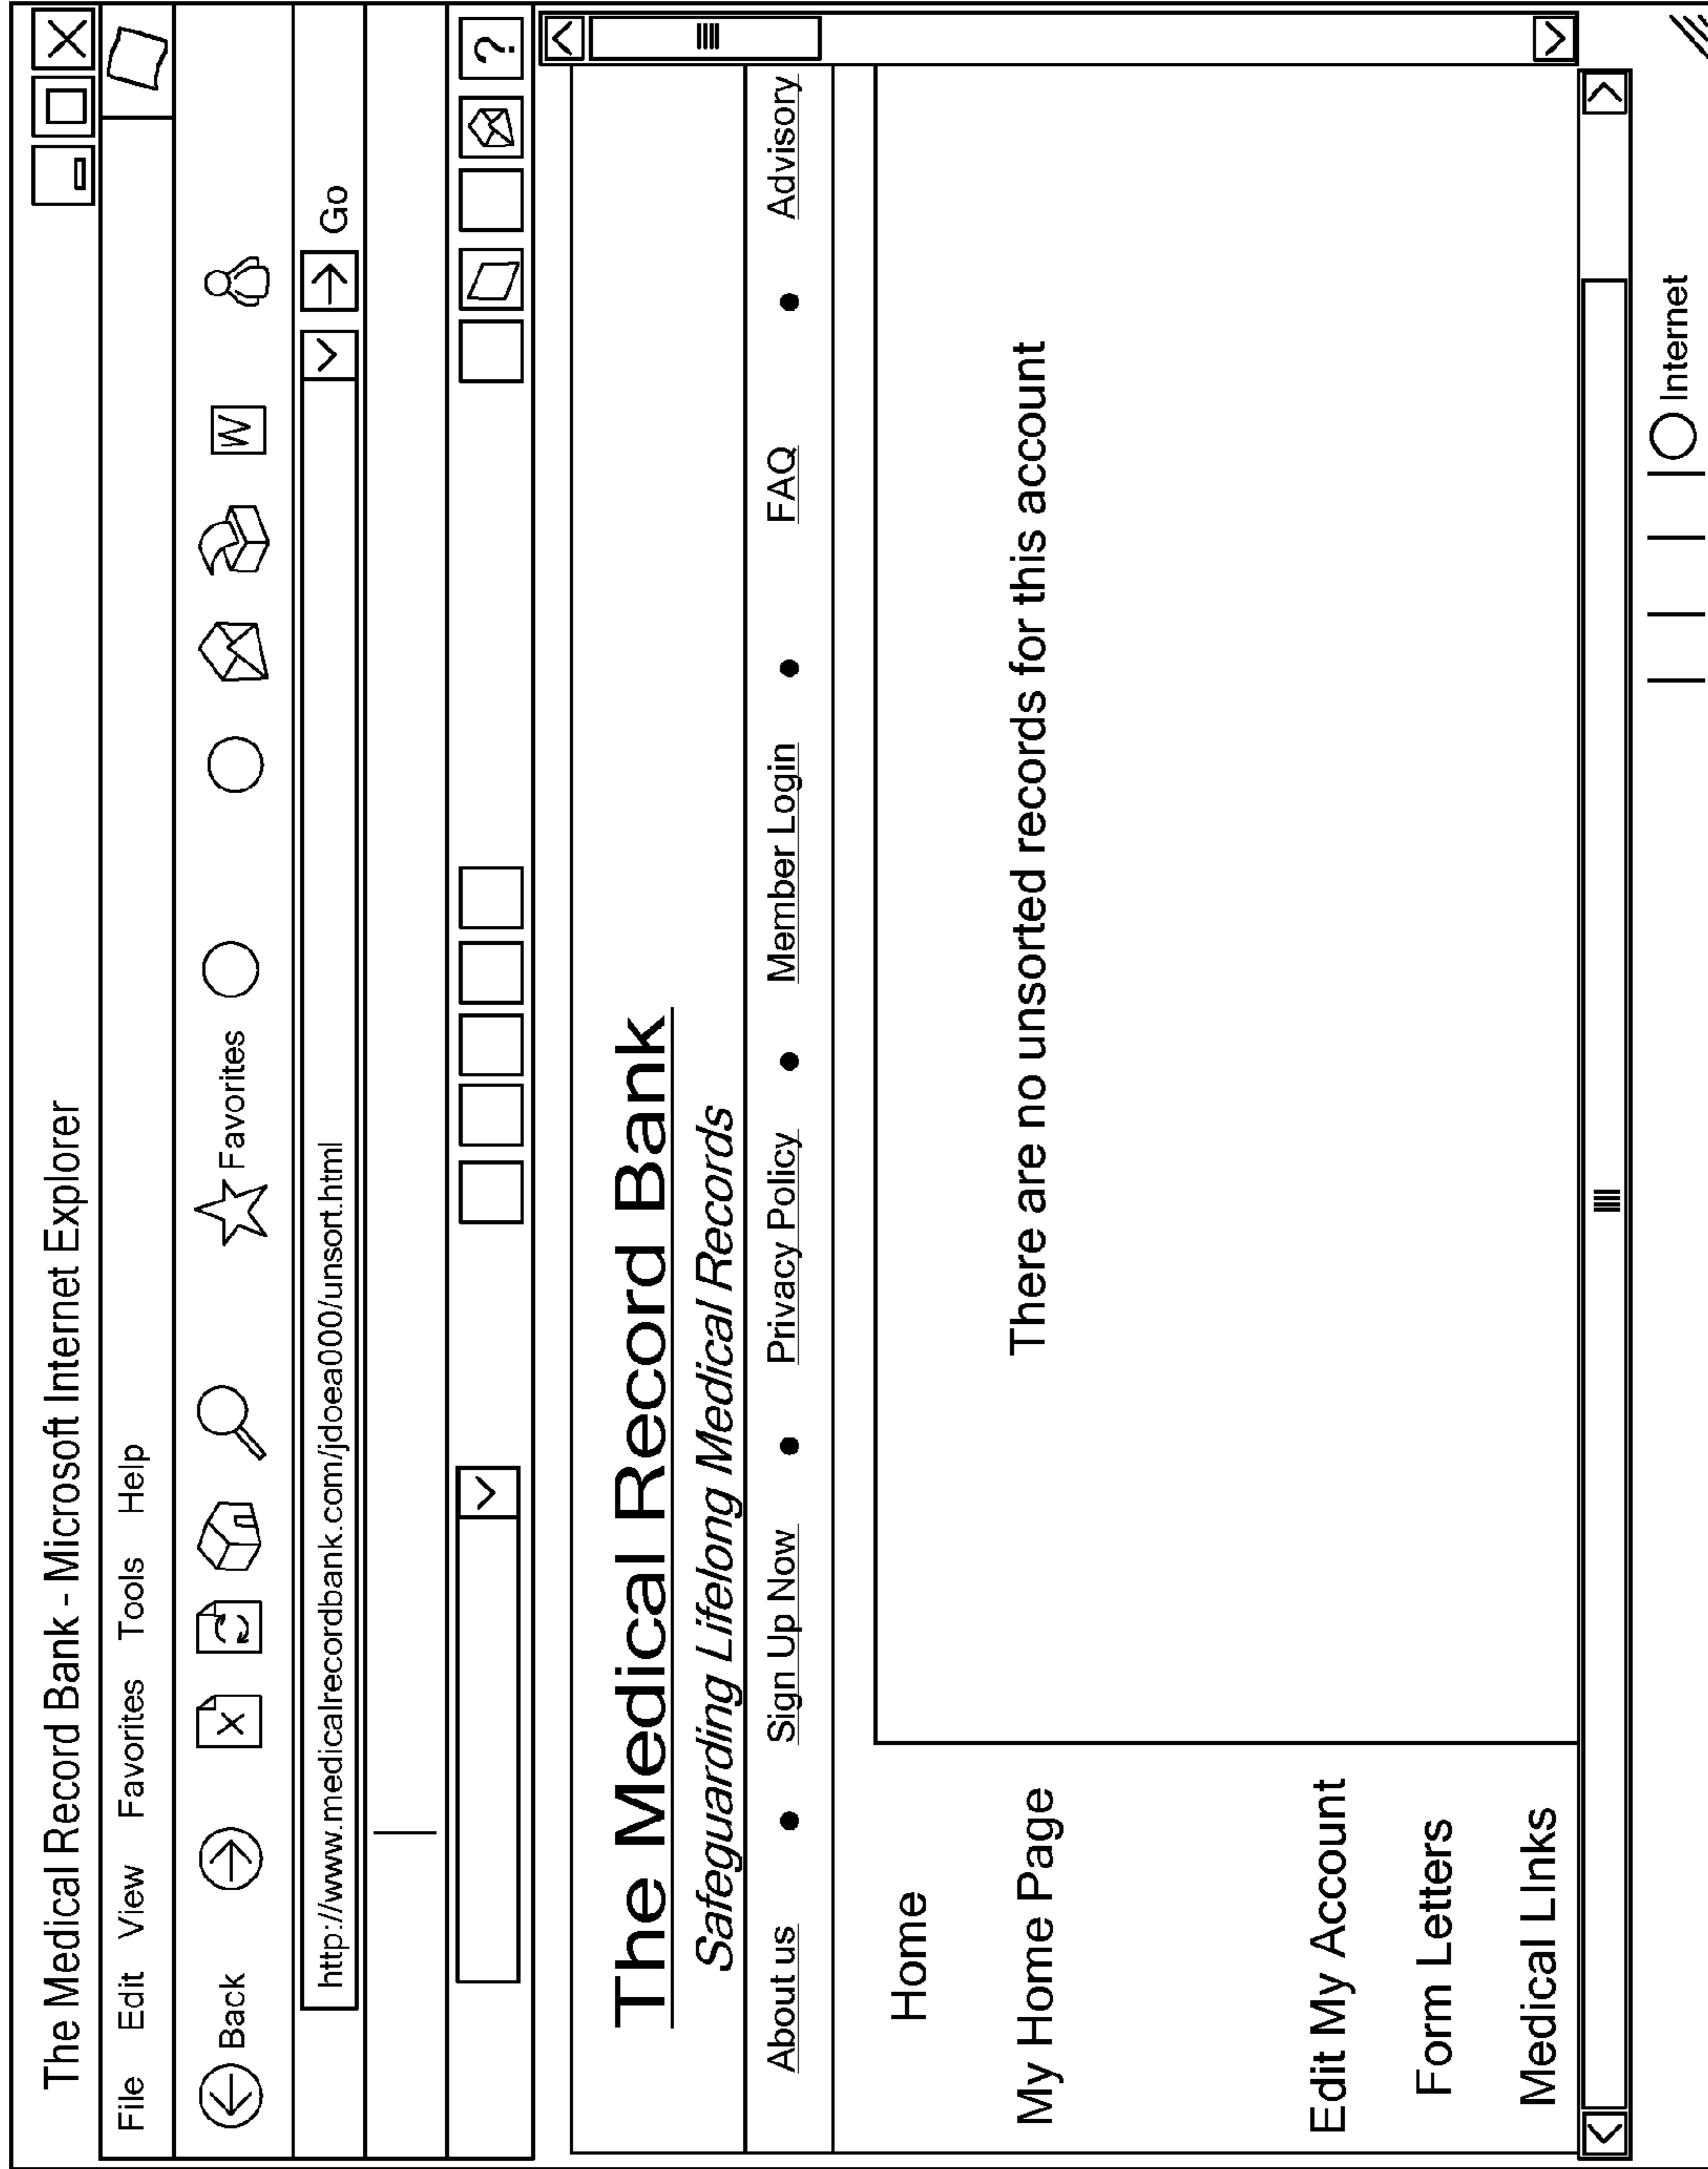 The Medical Record Bank - Microsoft Internet Explorer
File Edit View Favorites Tools Help
Back Favorites W
http://www.medicalrecordbank.com/jdoea000/unsort.html Go
?
The Medical Record Bank
Safeguarding Lifelong Medical Records
About us • Sign Up Now • Privacy Policy • Member Login • FAQ • Advisory
Home
My Home Page
There are no unsorted records for this account
Edit My Account
Form Letters
Medical LInks
Internet